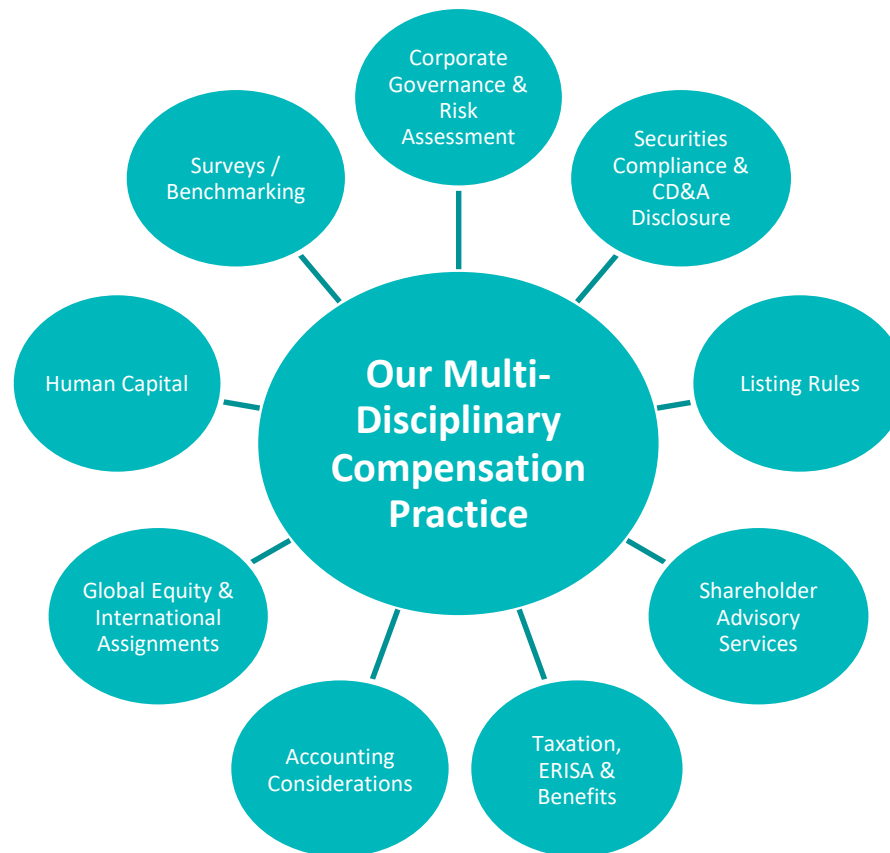 Corporate
Governance &
Risk
Assessment
Securities
Compliance &
CD&A
Disclosure
Surveys /
Benchmarking
Human Capital
Our Multi-
Disciplinary
Compensation
Practice
Listing Rules
Global Equity &
International
Assignments
Shareholder
Advisory
Services
Accounting
Considerations
Taxation,
ERISA &
Benefits